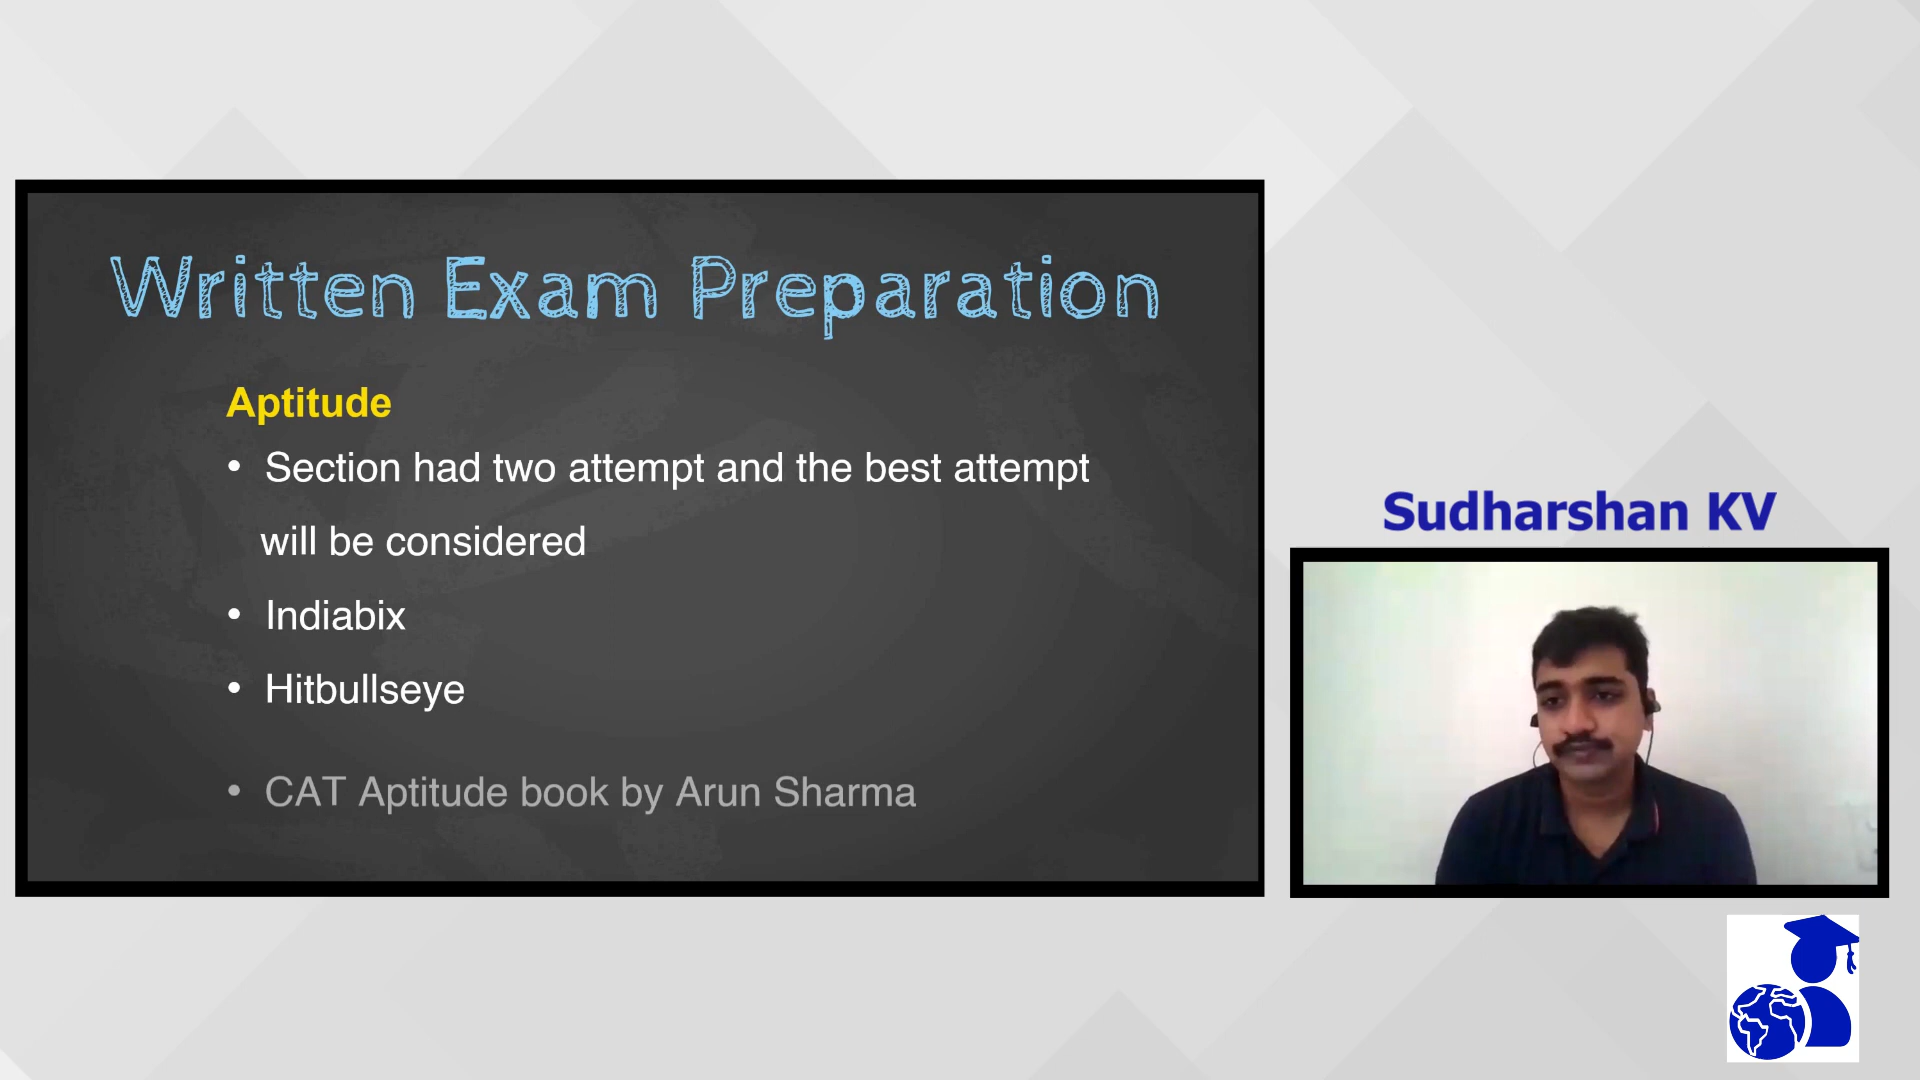 Written Exam Preparation
Aptitude
• Section had two attempt and the best attempt
will be considered
• Indiabix
• Hitbullseye
• CAT Aptitude book by Arun Sharma
Sudharshan KV